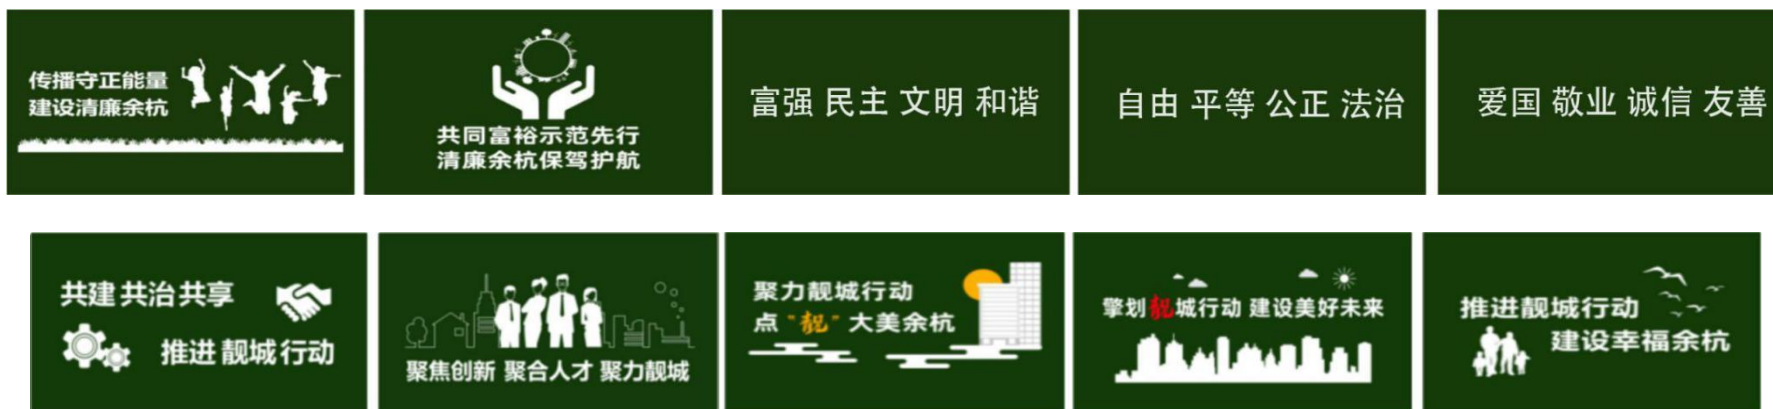 传播守正能量
建设清廉余杭
共同富裕示范先行
清廉余杭保驾护航
富强 民主 文明 和谐
自由 平等 公正 法治
爱国 敬业 诚信 友善
共建共治共享
推进靓城行动
聚焦创新 聚合人才 聚力靓城
聚力靓城行动
点“靓”大美余杭
擎划靓城行动 建设美好未来
推进靓城行动
建设幸福余杭